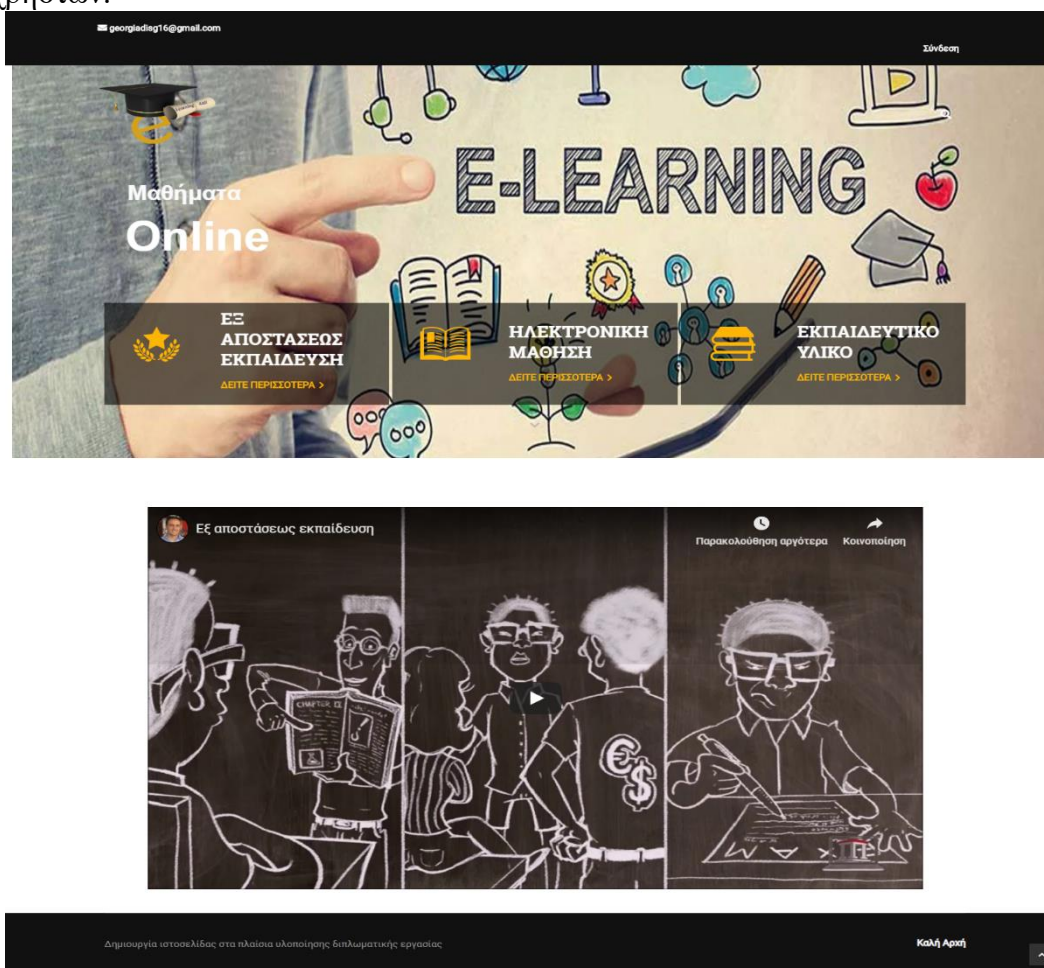 georgiadisg16@gmail.com
Σύνδεση
E-LEARNING
Μαθήματα
Online
ΕΞ
ΑΠΟΣΤΑΣΕΩΣ
ΕΚΠΑΙΔΕΥΣΗ
ΔΕΙΤΕ ΠΕΡΙΣΣΟΤΕΡΑ >
ΗΛΕΚΤΡΟΝΙΚΗ
ΜΑΘΗΣΗ
ΔΕΙΤΕ ΠΕΡΙΣΣΟΤΕΡΑ >
ΕΚΠΑΙΔΕΥΤΙΚΟ
ΥΛΙΚΟ
ΔΕΙΤΕ ΠΕΡΙΣΣΟΤΕΡΑ >
Εξ αποστάσεως εκπαίδευση
Παρακολούθηση αργότερα
Κοινοποίηση
CHAPTER 12
€$
Δημιουργία ιστοσελίδας στα πλαίσια υλοποίησης διπλωματικής εργασίας
Καλή Αρχή